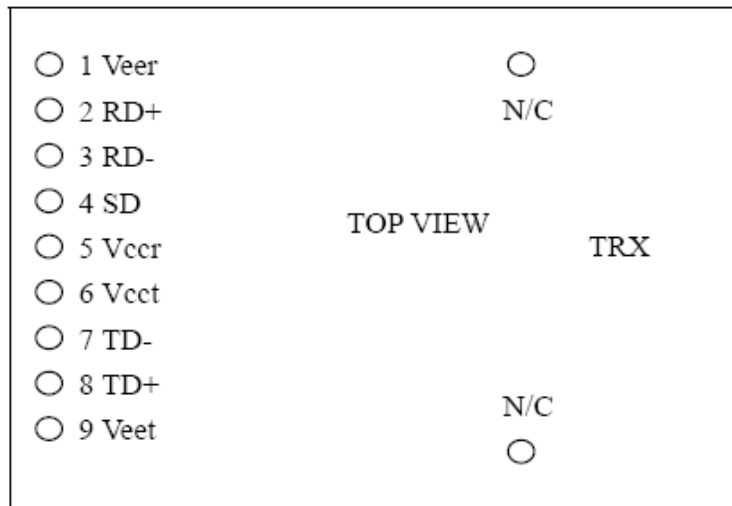 1 Veer
2 RD+
N/C
3 RD-
4 SD
TOP VIEW
5 Vccr
TRX
6 Vcct
7 TD-
8 TD+
N/C
9 Veet